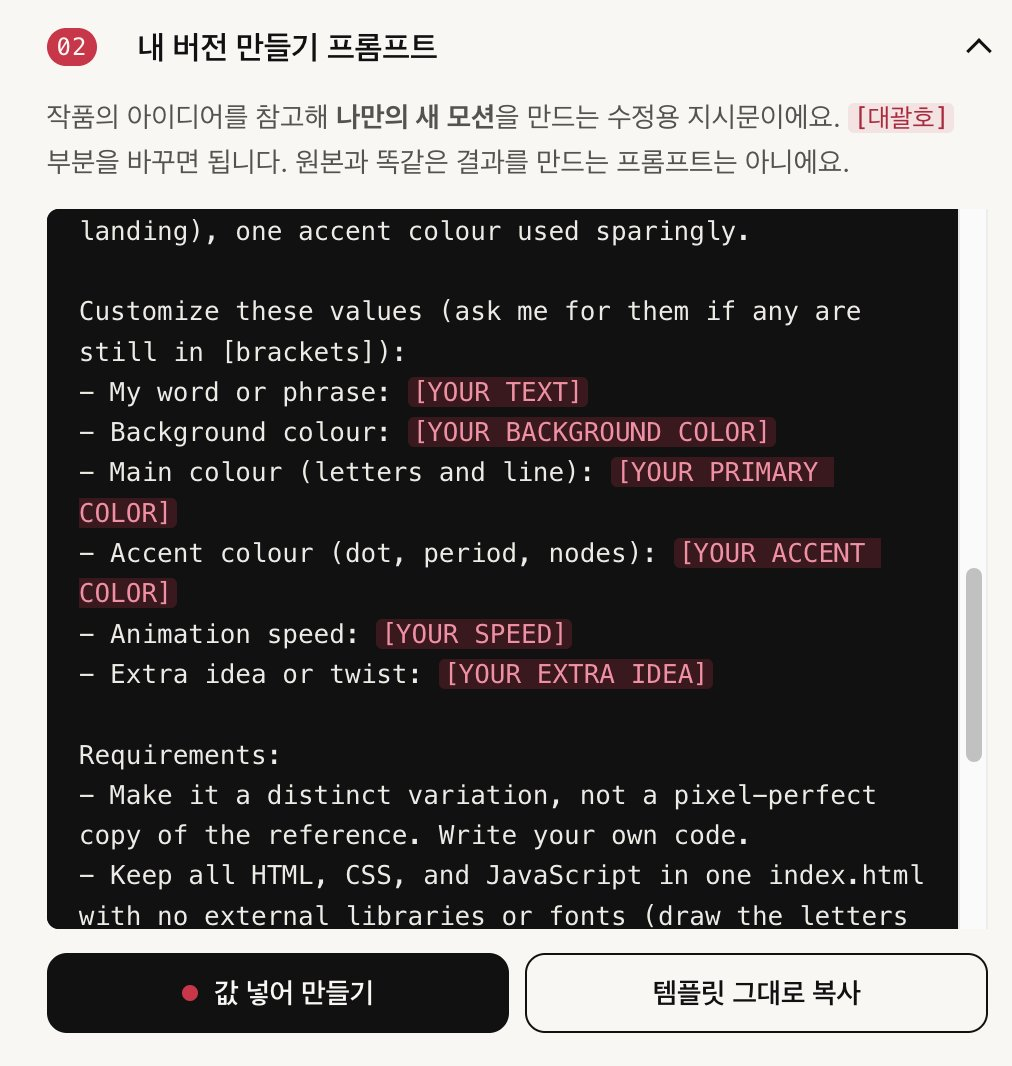 02 내 버전 만들기 프롬프트
작품의 아이디어를 참고해 나만의 새 모션을 만드는 수정용 지시문이에요. [대괄호]
부분을 바꾸면 됩니다. 원본과 똑같은 결과를 만드는 프롬프트는 아니에요.
landing), one accent colour used sparingly.
Customize these values (ask me for them if any are
still in [brackets]):
– My word or phrase: [YOUR TEXT]
– Background colour: [YOUR BACKGROUND COLOR]
– Main colour (letters and line): [YOUR PRIMARY
COLOR]
– Accent colour (dot, period, nodes): [YOUR ACCENT
COLOR]
– Animation speed: [YOUR SPEED]
– Extra idea or twist: [YOUR EXTRA IDEA]
Requirements:
– Make it a distinct variation, not a pixel–perfect
copy of the reference. Write your own code.
– Keep all HTML, CSS, and JavaScript in one index.html
with no external libraries or fonts (draw the letters
값 넣어 만들기
템플릿 그대로 복사